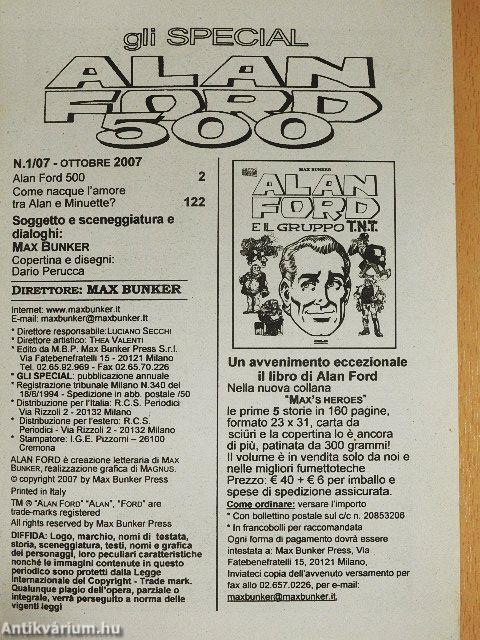 gli SPECIAL
ALAN
FORD
500
N.1/07 - OTTOBRE 2007
Alan Ford 500 2
Come nacque l'amore
tra Alan e Minuette? 122
Soggetto e sceneggiatura e
dialoghi:
MAX BUNKER
Copertina e disegni:
Dario Perucca
DIRETTORE: MAX BUNKER
Internet: www.maxbunker.it
E-mail: maxbunker@maxbunker.it
* Direttore responsabile: LUCIANO SECCHI
* Direttore artistico: THEA VALENTI
* Edito da M.B.P. Max Bunker Press S.r.l.
Via Fatebenefratelli 15 - 20121 Milano
Tel. 02.65.92.969 - Fax 02.65.70.226
* GLI SPECIAL: pubblicazione annuale
* Registrazione tribunale Milano N.340 del
18/6/1994 - Spedizione in abb. postale /50
* Distribuzione per l'Italia: R.C.S. Periodici
Via Rizzoli 2 - 20132 Milano
* Distribuzione per l'estero: R.C.S.
Periodici - Via Rizzoli 2 - 20132 Milano
* Stampatore: I.G.E. Pizzorni – 26100
Cremona
ALAN FORD è creazione letteraria di MAX
BUNKER, realizzazione grafica di MAGNUS.
© copyright 2007 by Max Bunker Press
Printed in Italy
TM ® "ALAN FORD" "ALAN", "FORD" are
trade-marks registered
All rights reserved by Max Bunker Press
DIFFIDA: Logo, marchio, nomi di testata,
storia, sceneggiatura, testi, nomi e grafica
dei personaggi, loro peculiari caratteristiche
nonché le immagini contenute in questo
periodico sono protetti dalla Legge
Internazionale del Copyright - Trade mark.
Qualunque plagio dell'opera, parziale o
integrale, verrà perseguito a norma delle
vigenti leggi
MAX BUNKER
ALAN
FORD
E IL GRUPPO T.N.T.
Un avvenimento eccezionale
il libro di Alan Ford
Nella nuova collana
"MAX'S HEROES"
le prime 5 storie in 160 pagine,
formato 23 x 31, carta da
sciùri e la copertina lo è ancora
di più, patinata da 300 grammi!
Il volume è in vendita solo da noi e
nelle migliori fumettoteche
Prezzo: € 40 + € 6 per imballo e
spese di spedizione assicurata.
Come ordinare: versare l'importo
* Con bollettino postale sul c/c n. 20853206
* In francobolli per raccomandata
Ogni forma di pagamento dovrà essere
intestata a: Max Bunker Press, Via
Fatebenefratelli 15, 20121 Milano,
Inviateci copia dell'avvenuto versamento per
fax allo 02.657.0226, per e-mail:
maxbunker@maxbunker.it.
Antikvárium.hu